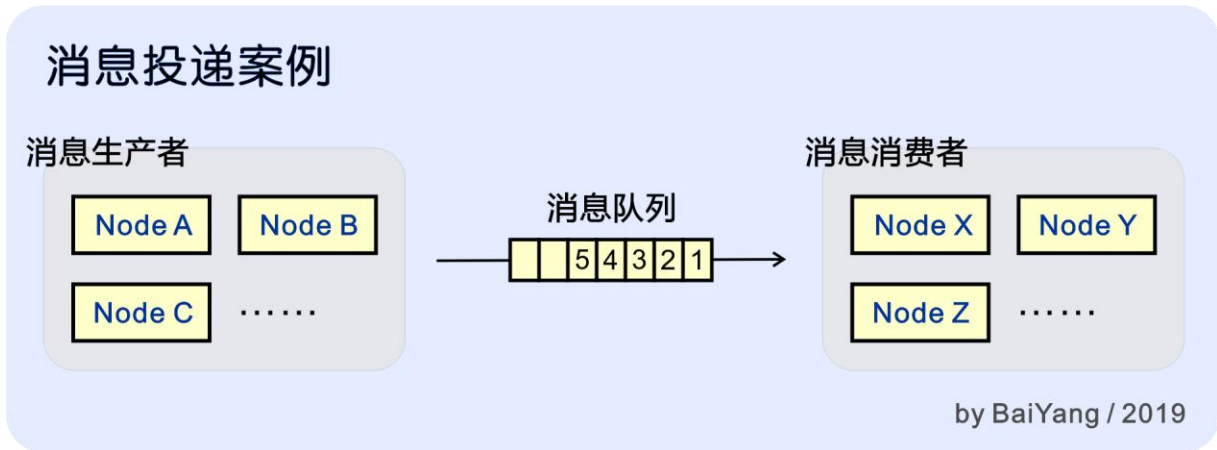 消息投递案例
消息生产者
Node A
Node B
Node C
······
消息队列
5 4 3 2 1
消息消费者
Node X
Node Y
Node Z
······
by BaiYang / 2019